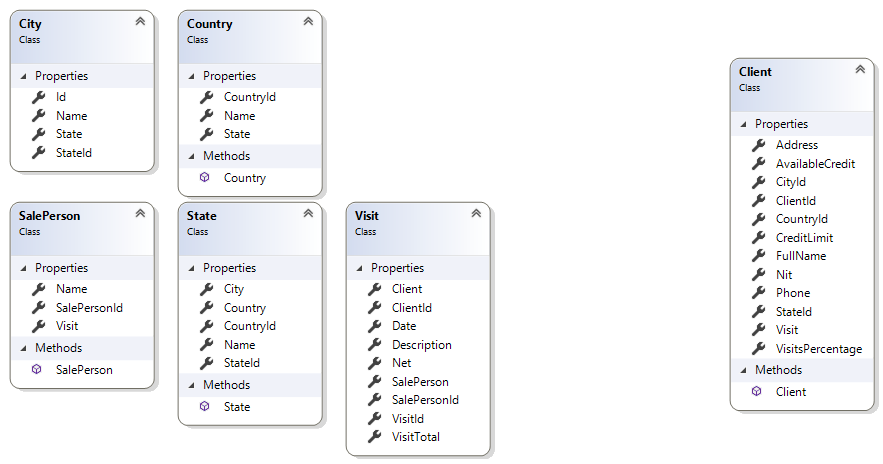 City
Class
Properties
Id
Name
State
StateId
Country
Class
Properties
CountryId
Name
State
Methods
Country
Client
Class
Properties
Address
AvailableCredit
CityId
ClientId
CountryId
CreditLimit
FullName
Nit
Phone
StateId
Visit
VisitsPercentage
Methods
Client
SalePerson
Class
Properties
Name
SalePersonId
Visit
Methods
SalePerson
State
Class
Properties
City
Country
CountryId
Name
StateId
Methods
State
Visit
Class
Properties
Client
ClientId
Date
Description
Net
SalePerson
SalePersonId
VisitId
VisitTotal